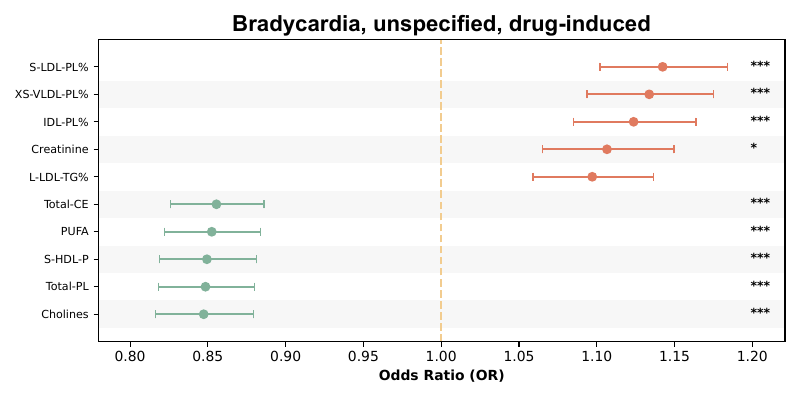 Bradycardia, unspecified, drug-induced
S-LDL-PL% ***
XS-VLDL-PL% ***
IDL-PL% ***
Creatinine *
L-LDL-TG%
Total-CE ***
PUFA ***
S-HDL-P ***
Total-PL ***
Cholines ***
0.80 0.85 0.90 0.95 1.00 1.05 1.10 1.15 1.20
Odds Ratio (OR)